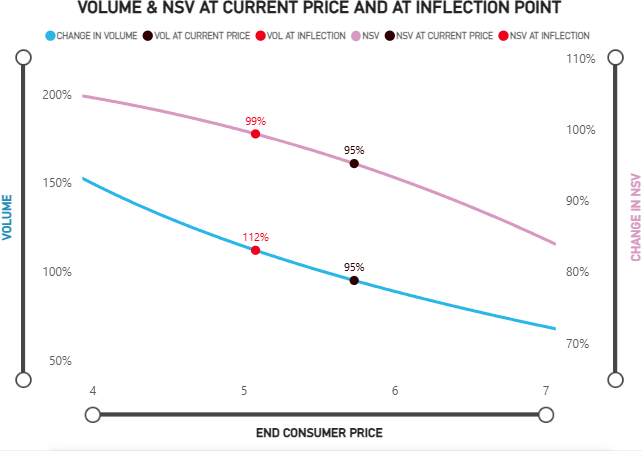 VOLUME & NSV AT CURRENT PRICE AND AT INFLECTION POINT
CHANGE IN VOLUME VOL AT CURRENT PRICE VOL AT INFLECTION NSV NSV AT CURRENT PRICE NSV AT INFLECTION
110%
200%
99%
100%
95%
150%
90%
VOLUME
CHANGE IN NSV
112%
95%
100%
80%
70%
50%
4 5 6 7
END CONSUMER PRICE